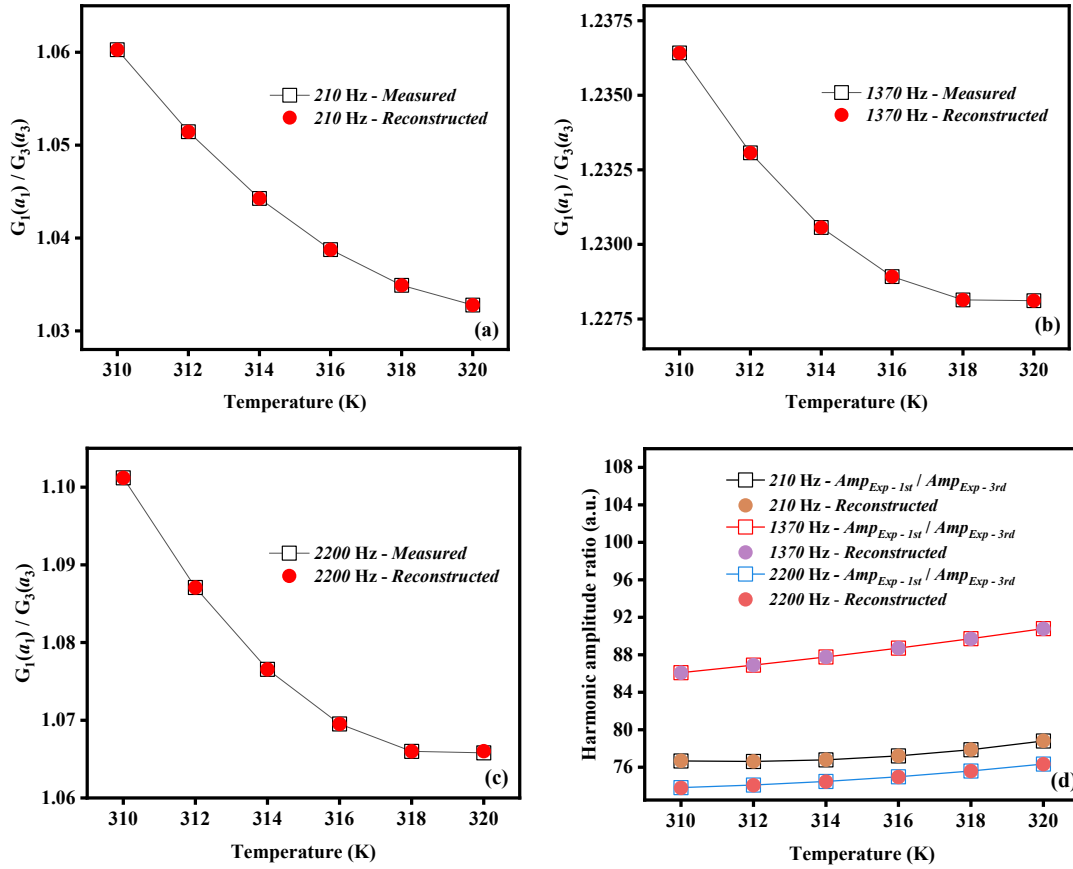 1.06
1.05
1.04
1.03
G1(a1) / G3(a3)
210 Hz - Measured
210 Hz - Reconstructed
(a)
310 312 314 316 318 320
Temperature (K)
1.2375
1.2350
1.2325
1.2300
1.2275
G1(a1) / G3(a3)
1370 Hz - Measured
1370 Hz - Reconstructed
(b)
310 312 314 316 318 320
Temperature (K)
1.10
1.09
1.08
1.07
1.06
G1(a1) / G3(a3)
2200 Hz - Measured
2200 Hz - Reconstructed
(c)
310 312 314 316 318 320
Temperature (K)
108
104
100
96
92
88
84
80
76
Harmonic amplitude ratio (a.u.)
210 Hz - AmpExp - 1st / AmpExp - 3rd
210 Hz - Reconstructed
1370 Hz - AmpExp - 1st / AmpExp - 3rd
1370 Hz - Reconstructed
2200 Hz - AmpExp - 1st / AmpExp - 3rd
2200 Hz - Reconstructed
(d)
310 312 314 316 318 320
Temperature (K)